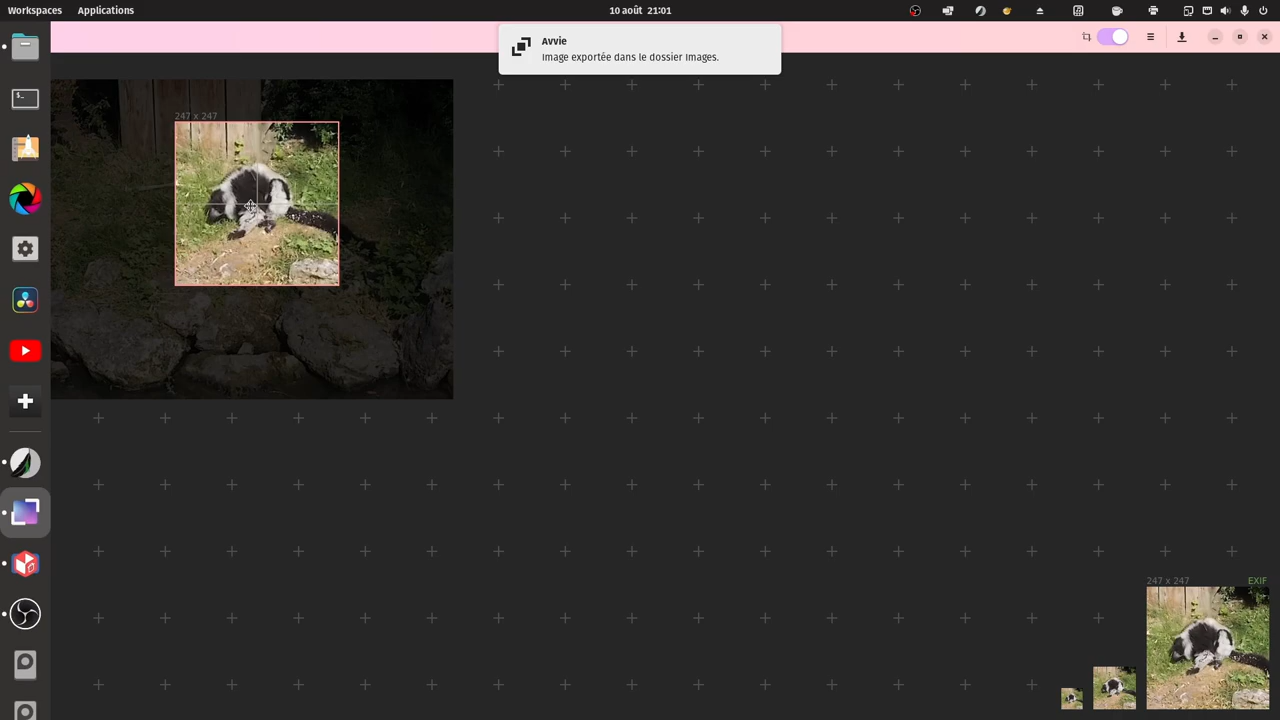 Workspaces Applications 10 août 21:01
Avvie
Image exportée dans le dossier Images.
247 x 247
247 x 247 EXIF